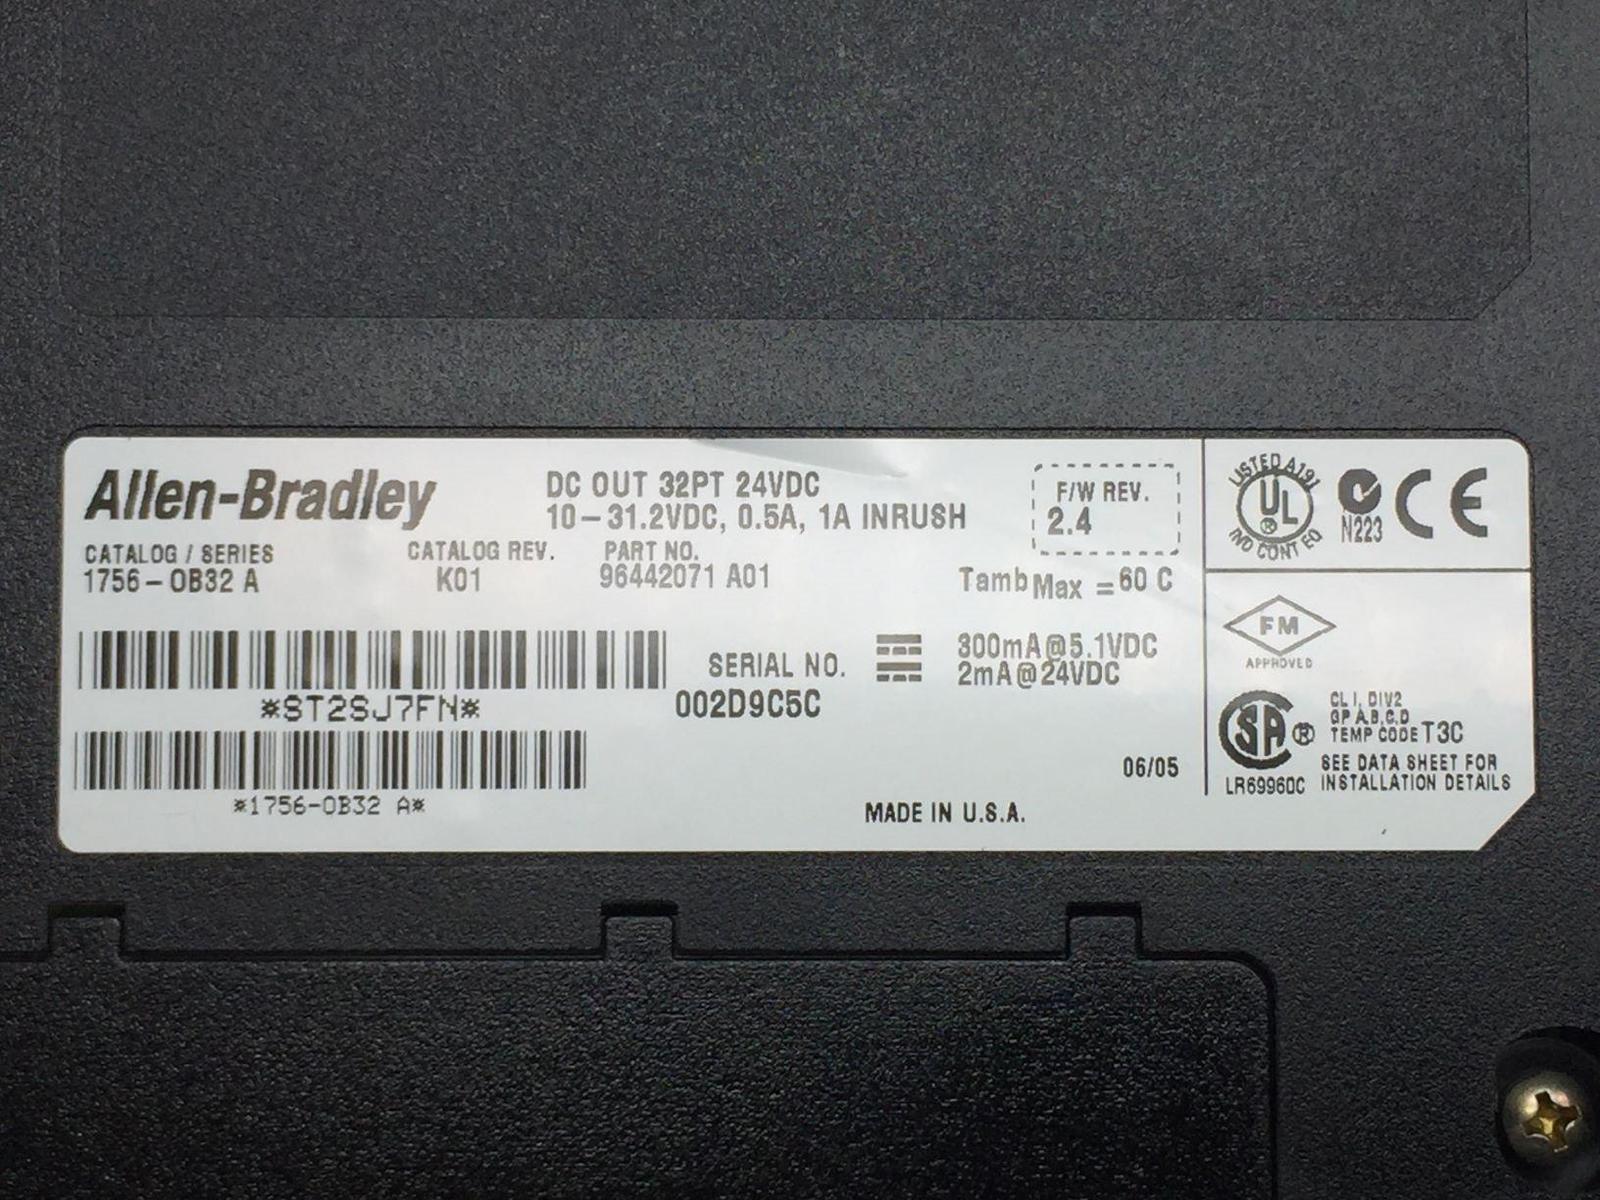 Allen-Bradley
DC OUT 32PT 24VDC
10-31.2VDC, 0.5A, 1A INRUSH
F/W REV.
2.4
CATALOG / SERIES
1756-OB32 A
CATALOG REV.
K01
PART NO.
96442071 A01
Tamb Max = 60 C
*ST2SJ7FN*
SERIAL NO.
002D9C5C
300mA@5.1VDC
2mA@24VDC
*1756-OB32 A*
06/05
MADE IN U.S.A.
LISTED A191
UL
®
IND CONT EQ
N223
CE
FM
APPROVED
SA ®
LR69960C
CL I, DIV2
GP A,B,C,D
TEMP CODE T3C
SEE DATA SHEET FOR
INSTALLATION DETAILS